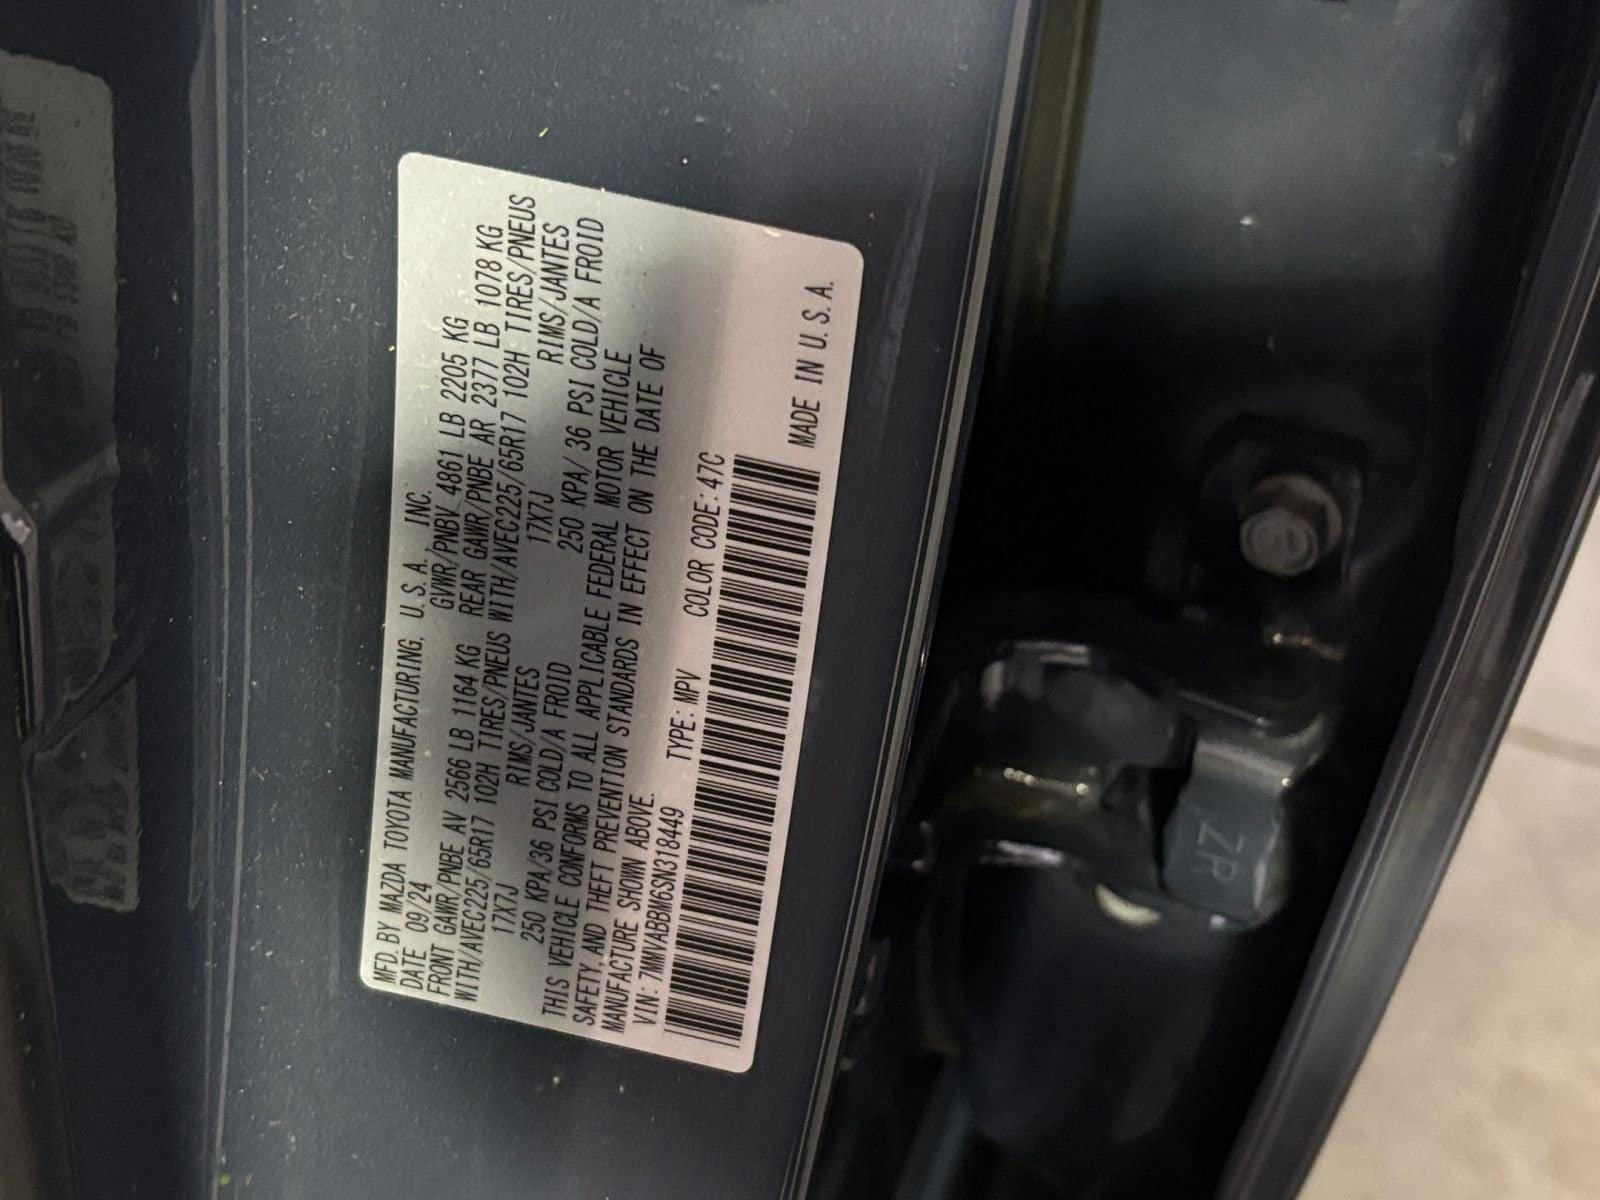 MFD. BY MAZDA TOYOTA MANUFACTURING, U. S. A. INC.
DATE 09/24 GVWR/PNBV 4861 LB 2205 KG
FRONT GAWR/PNBE AV 2566 LB 1164 KG REAR GAWR/PNBE AR 2377 LB 1078 KG
WITH/AVEC225/65R17 102H TIRES/PNEUS WITH/AVEC225/65R17 102H TIRES/PNEUS
17X7J RIMS/JANTES 17X7J RIMS/JANTES
250 KPA/36 PSI COLD/A FROID 250 KPA/ 36 PSI COLD/A FROID
THIS VEHICLE CONFORMS TO ALL APPLICABLE FEDERAL MOTOR VEHICLE
SAFETY, AND THEFT PREVENTION STANDARDS IN EFFECT ON THE DATE OF
MANUFACTURE SHOWN ABOVE.
VIN: 7MMVABBM6SN318449 TYPE: MPV COLOR CODE: 47C
MADE IN U. S. A.
ZP